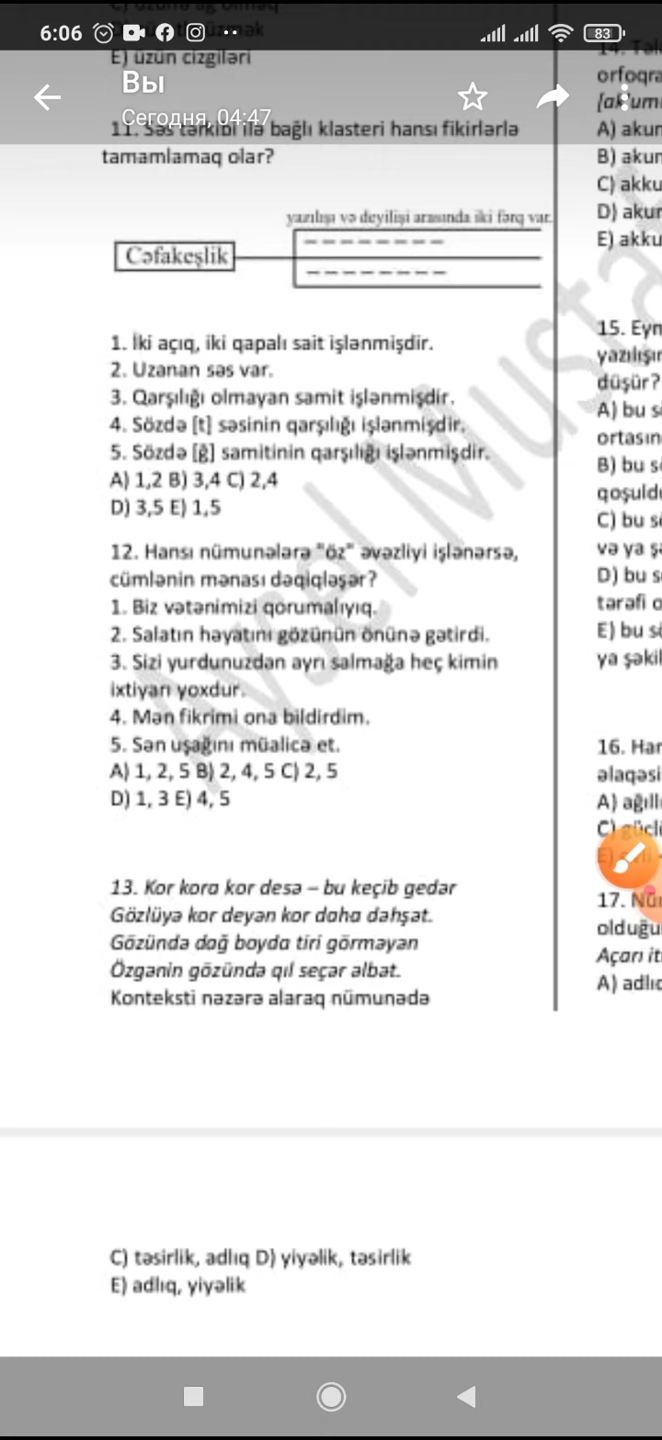 6:06
83
E) üzün cizgiləri
Вы
Сегодня, 04:47
11. Səs tərkibi ilə bağlı klasteri hansı fikirlərlə
tamamlamaq olar?
yazılışı və deyilişi arasında iki fərq var.
Cəfakeşlik
1. İki açıq, iki qapalı sait işlənmişdir.
2. Uzanan səs var.
3. Qarşılığı olmayan samit işlənmişdir.
4. Sözdə [t] səsinin qarşılığı işlənmişdir.
5. Sözdə [ğ] samitinin qarşılığı işlənmişdir.
A) 1,2 B) 3,4 C) 2,4
D) 3,5 E) 1,5
12. Hansı nümunələrə "öz" əvəzliyi işlənərsə,
cümlənin mənası dəqiqləşər?
1. Biz vətənimizi qorumalıyıq.
2. Salatın həyatını gözünün önünə gətirdi.
3. Sizi yurdunuzdan ayrı salmağa heç kimin
ixtiyarı yoxdur.
4. Mən fikrimi ona bildirdim.
5. Sən uşağını müalicə et.
A) 1, 2, 5 B) 2, 4, 5 C) 2, 5
D) 1, 3 E) 4, 5
13. Kor kora kor desə – bu keçib gedər
Gözlüyə kor deyən kor daha dəhşət.
Gözündə dağ boyda tiri görməyən
Özgənin gözündə qıl seçər əlbət.
Konteksti nəzərə alaraq nümunədə
C) təsirlik, adlıq D) yiyəlik, təsirlik
E) adlıq, yiyəlik
orfoqra
A) akur
B) akur
C) akku
D) akur
E) akku
15. Eyn
yazılışır
düşür?
A) bu s
ortasın
B) bu s
qoşuldu
C) bu s
və ya ş
D) bu s
tərəfi o
E) bu s
ya şəkil
16. Har
əlaqəsi
A) ağıllı
C) güclü
17. Nü
olduğu
Açarı it
A) adlıq
Aysel Musta